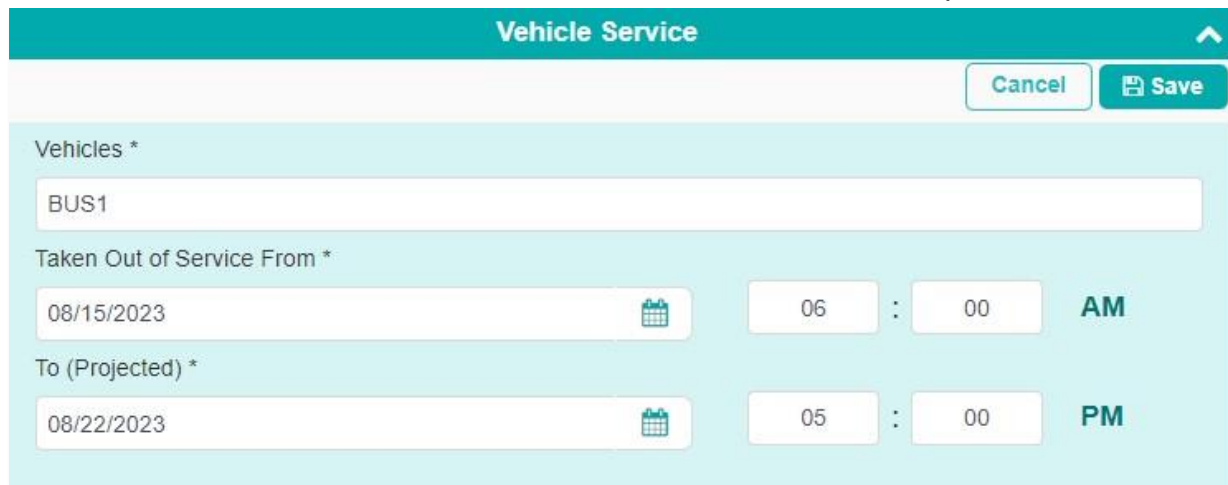 Vehicle Service
Cancel Save
Vehicles *
BUS1
Taken Out of Service From *
08/15/2023 06 : 00 AM
To (Projected) *
08/22/2023 05 : 00 PM